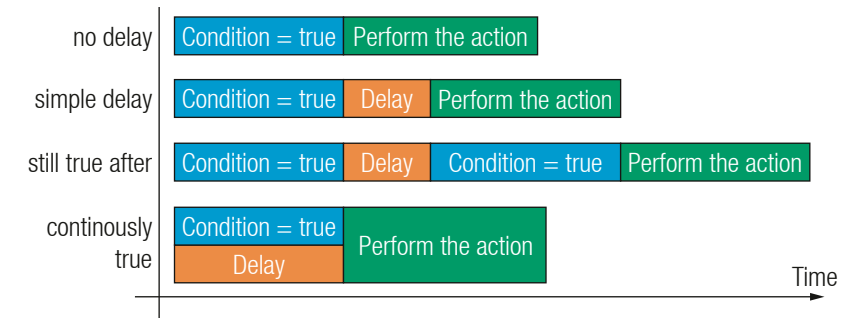 no delay Condition = true Perform the action
simple delay Condition = true Delay Perform the action
still true after Condition = true Delay Condition = true Perform the action
continously true Condition = true Delay Perform the action
Time